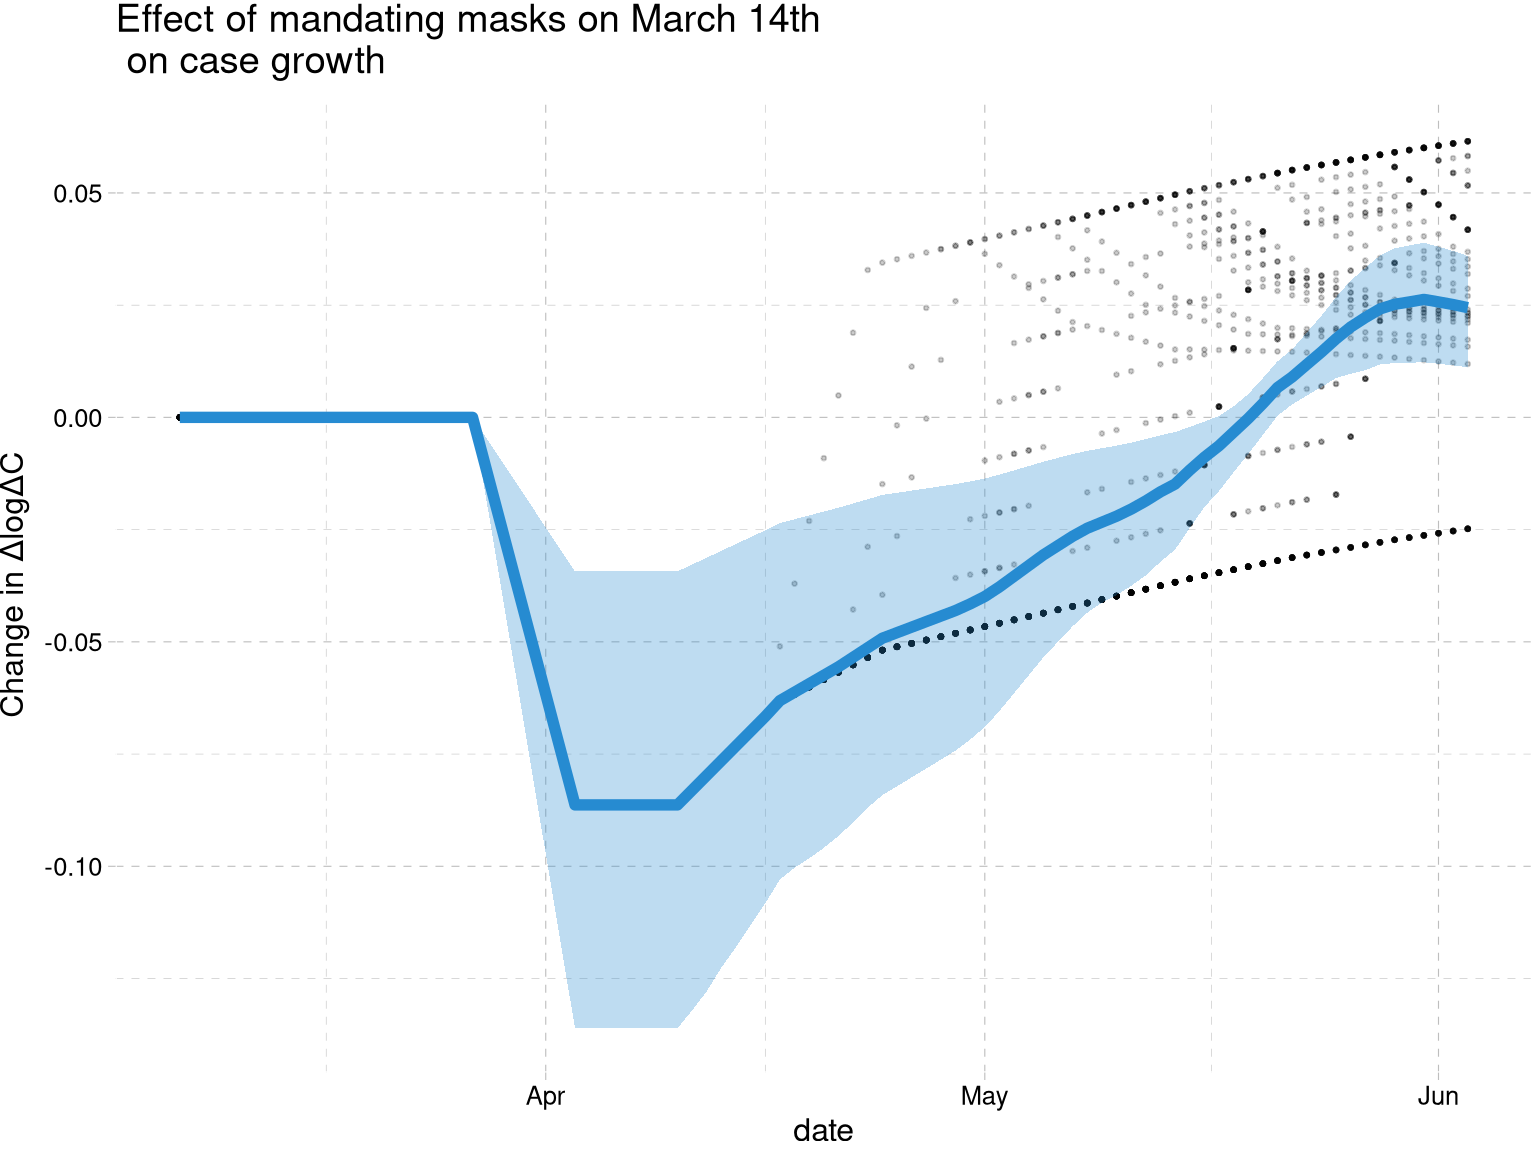 Effect of mandating masks on March 14th
on case growth
Change in ΔlogΔC
0.05
0.00
-0.05
-0.10
Apr
May
Jun
date